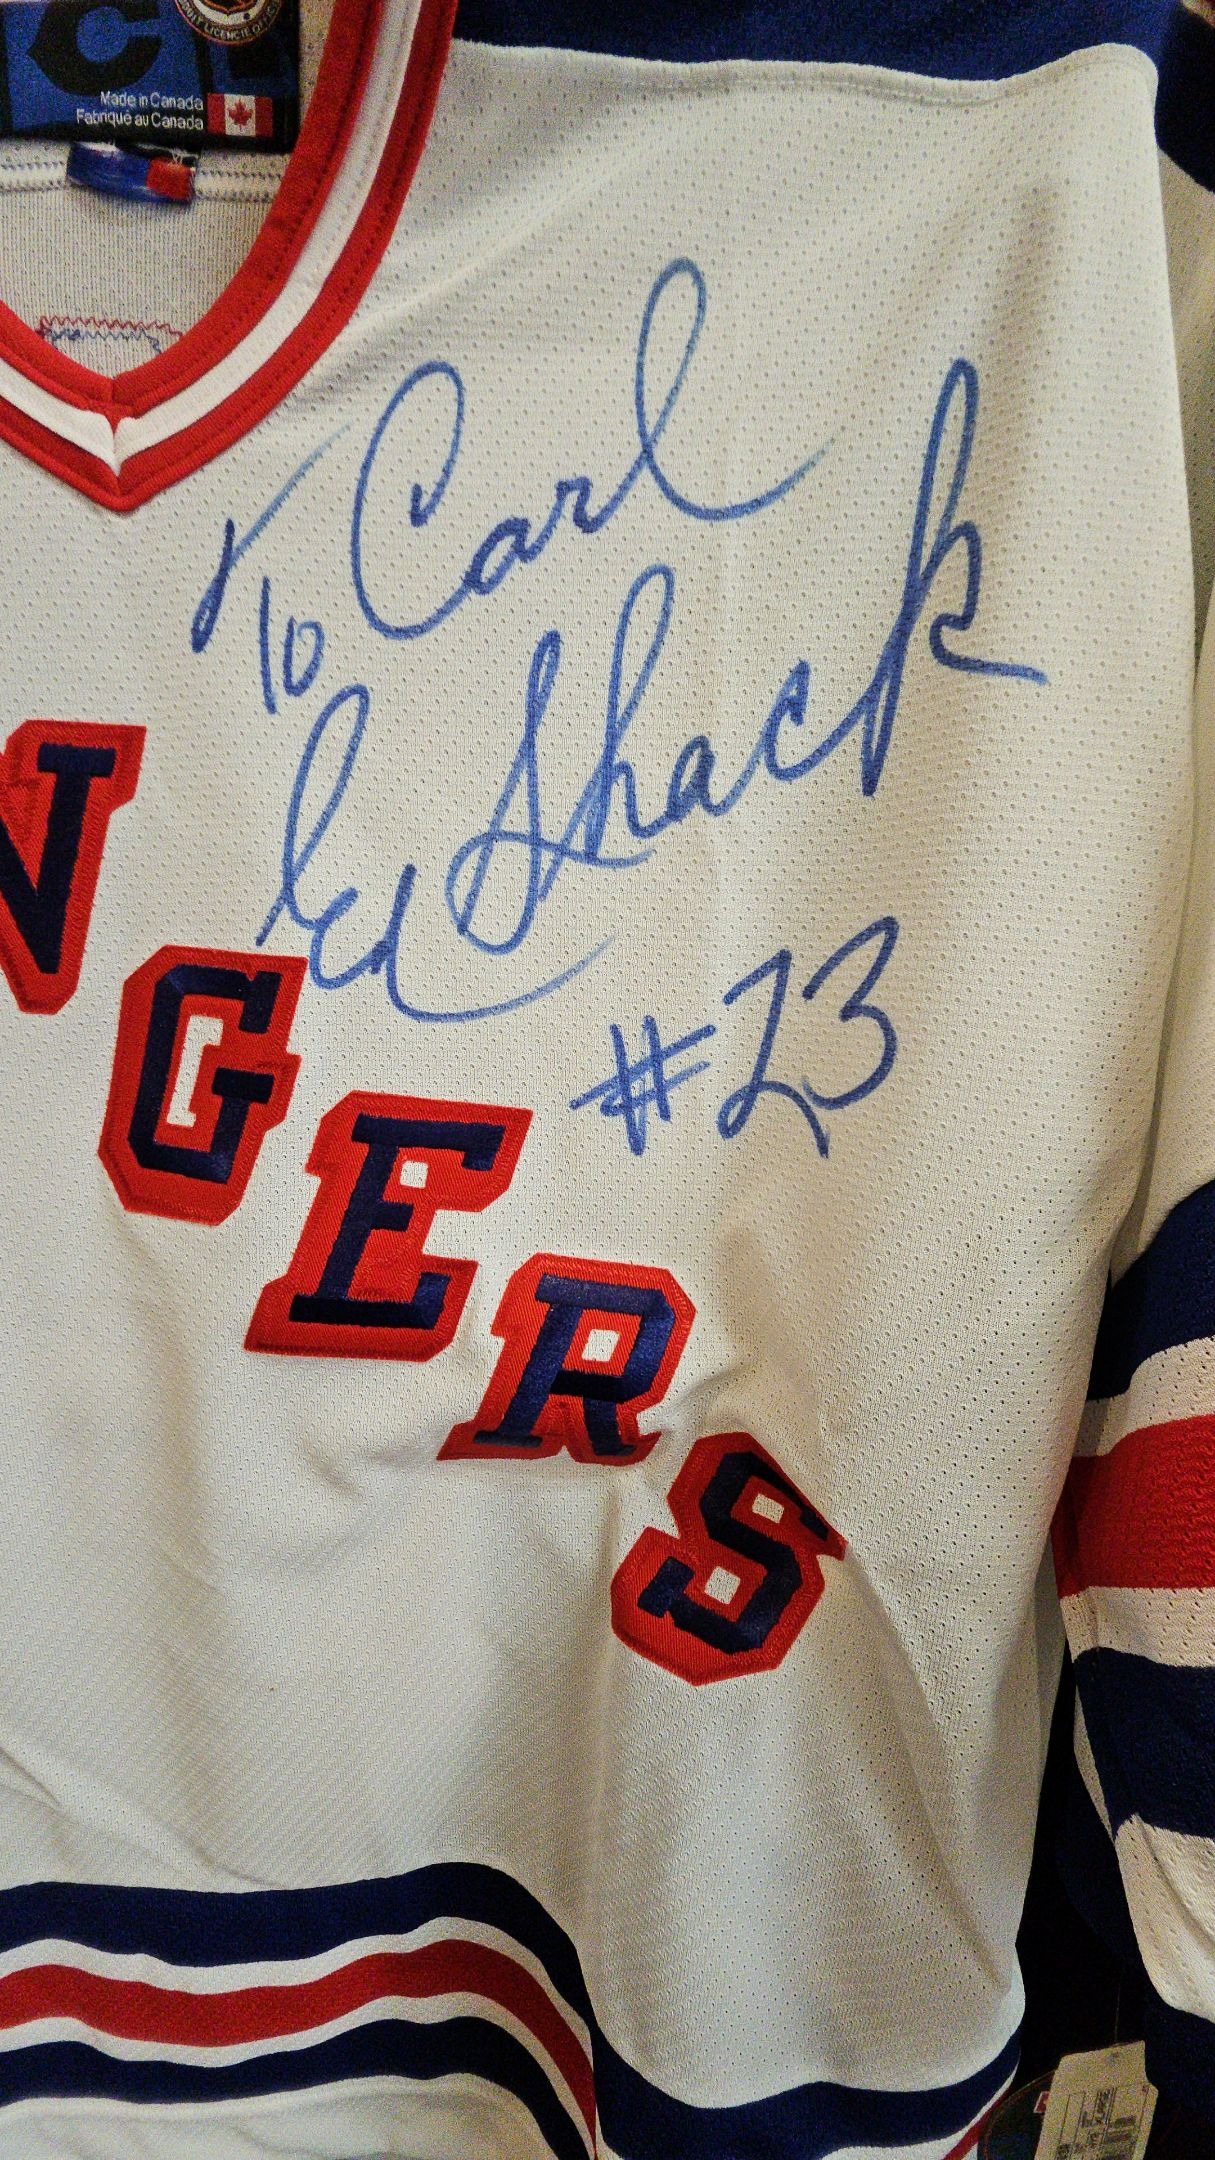 Made in Canada
Fabriqué au Canada
To Carl
Ed Shack
#23
NGERS